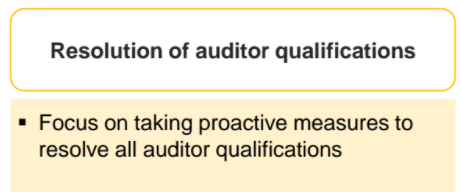 Resolution of auditor qualifications
▪ Focus on taking proactive measures to
resolve all auditor qualifications